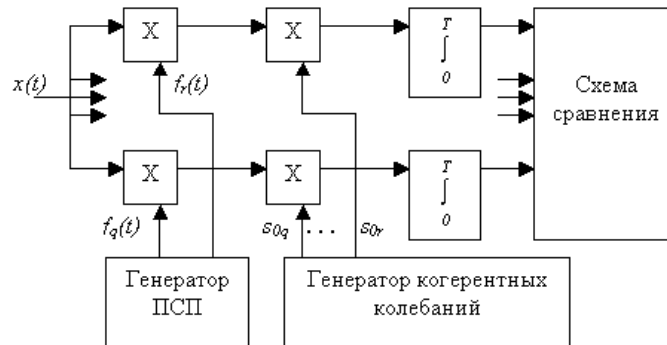 X
X
T
∫
0
x(t)
f_r(t)
Схема
сравнения
X
X
T
∫
0
f_q(t)
s_0q ... s_0r
Генератор
ПСП
Генератор когерентных
колебаний